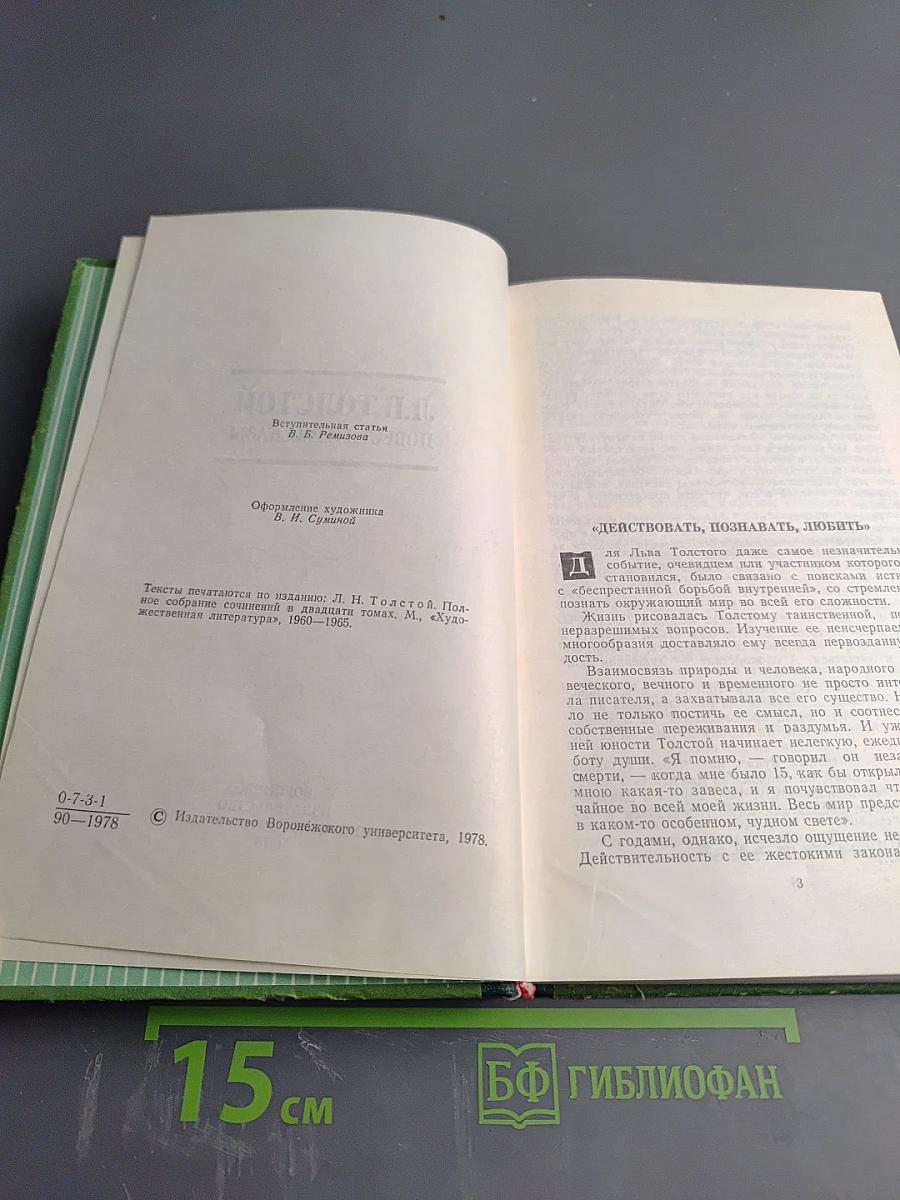 Вступительная статья
В. Б. Ремизова
Оформление художника
В. И. Суминой
Тексты печатаются по изданию: Л. Н. Толстой. Пол-
ное собрание сочинений в двадцати томах. М., «Худо-
жественная литература», 1960—1965.
0-7-3-1
90—1978
© Издательство Воронежского университета, 1978.
«ДЕЙСТВОВАТЬ, ПОЗНАВАТЬ, ЛЮБИТЬ»
Для Льва Толстого даже самое незначитель
событие, очевидцем или участником которого
становился, было связано с поисками исти
с «беспрестанной борьбой внутренней», со стремлен
познать окружающий мир во всей его сложности.
Жизнь рисовалась Толстому таинственной, по
неразрешимых вопросов. Изучение ее неисчерпаем
многообразия доставляло ему всегда первозданну
дость.
Взаимосвязь природы и человека, народного
веческого, вечного и временного не просто инте
ла писателя, а захватывала все его существо. Н
ло не только постичь ее смысл, но и соотнес
собственные переживания и раздумья. И уж
ней юности Толстой начинает нелегкую, ежед
боту души. «Я помню, — говорил он неза
смерти, — когда мне было 15, как бы открыл
мною какая-то завеса, и я почувствовал чт
чайное во всей моей жизни. Весь мир предс
в каком-то особенном, чудном свете».
С годами, однако, исчезло ощущение не
Действительность с ее жестокими закона
3
15 см
БФ ГИБЛИОФАН